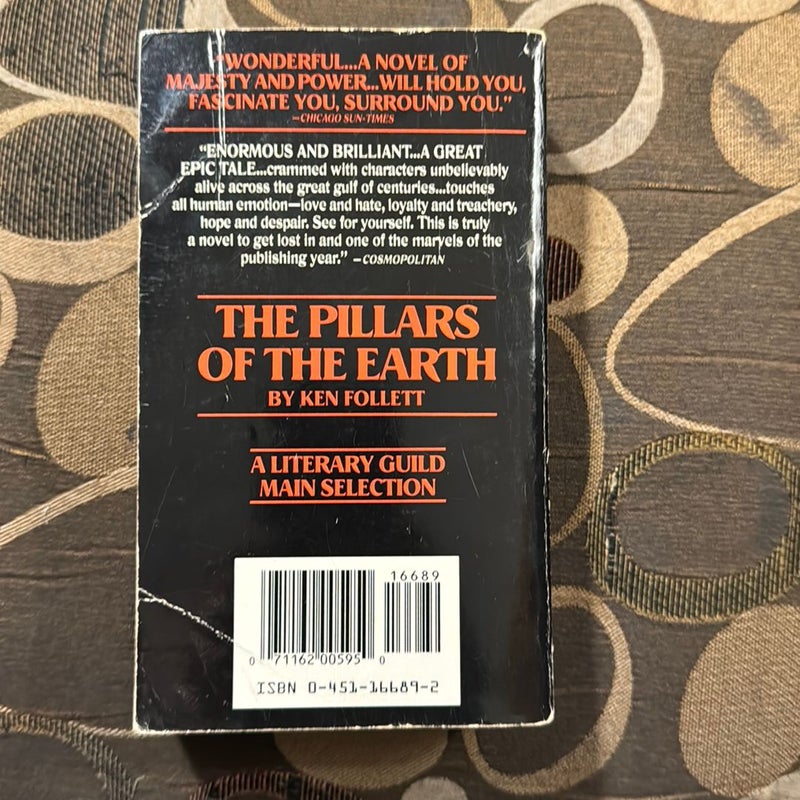 "WONDERFUL...A NOVEL OF
MAJESTY AND POWER...WILL HOLD YOU,
FASCINATE YOU, SURROUND YOU."
—CHICAGO SUN-TIMES
"ENORMOUS AND BRILLIANT...A GREAT
EPIC TALE...crammed with characters unbelievably
alive across the great gulf of centuries...touches
all human emotion—love and hate, loyalty and treachery,
hope and despair. See for yourself. This is truly
a novel to get lost in and one of the marvels of the
publishing year." –COSMOPOLITAN
THE PILLARS
OF THE EARTH
BY KEN FOLLETT
A LITERARY GUILD
MAIN SELECTION
16689
0 71162 00595 0
ISBN 0-451-16689-2